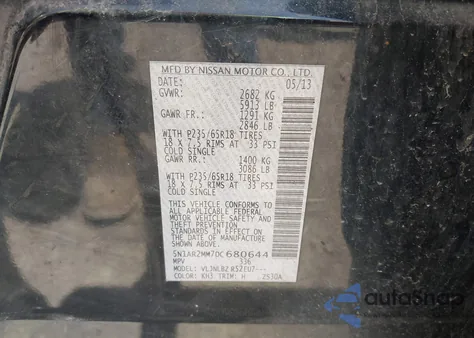 MFD BY NISSAN MOTOR CO., LTD.
DATE: 05/13
GVWR: 2682 KG
5913 LB
GAWR FR.: 1291 KG
2846 LB
WITH P235/65R18 TIRES
18 X 7.5 RIMS AT 33 PSI
COLD SINGLE
GAWR RR.: 1400 KG
3086 LB
WITH P235/65R18 TIRES
18 X 7.5 RIMS AT 33 PSI
COLD SINGLE
THIS VEHICLE CONFORMS TO
ALL APPLICABLE FEDERAL
MOTOR VEHICLE SAFETY AND
THEFT PREVENTION
STANDARDS IN EFFECT ON
THE DATE OF MANUFACTURE
SHOWN ABOVE.
5N1AR2MM7DC680644
MPV 336
MODEL:
COLOR: KH3 TRIM: H 2530A
AutoSnap